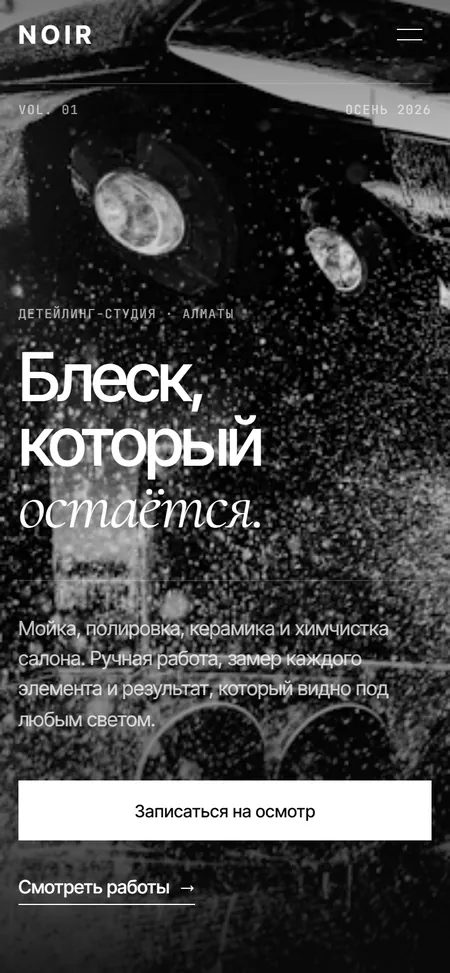 NOIR
VOL. 01
ОСЕНЬ 2026
ДЕТЕЙЛИНГ-СТУДИЯ · АЛМАТЫ
Блеск,
который
остаётся.
Мойка, полировка, керамика и химчистка
салона. Ручная работа, замер каждого
элемента и результат, который видно под
любым светом.
Записаться на осмотр
Смотреть работы →